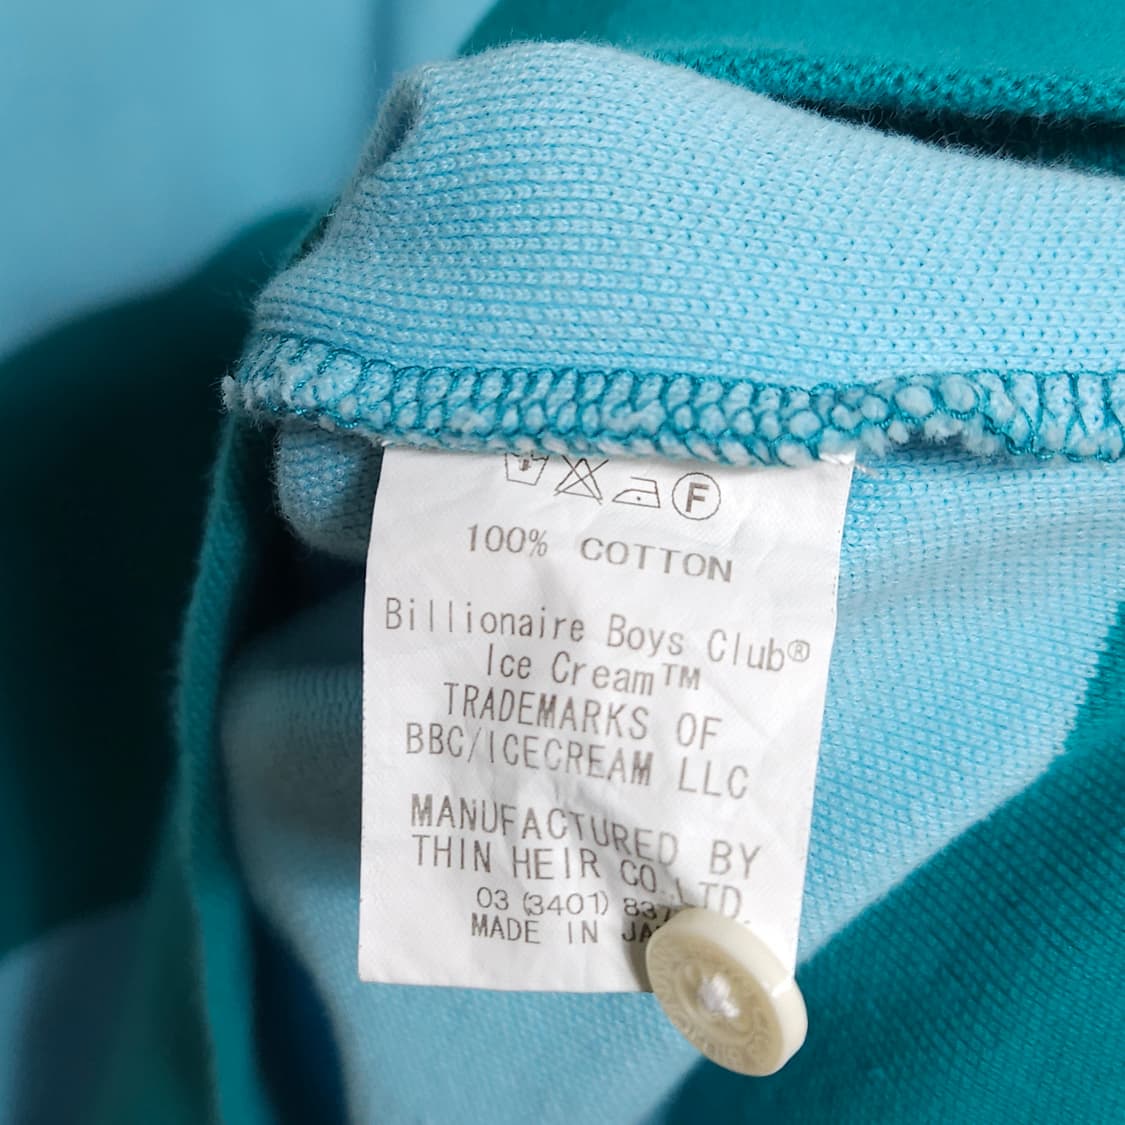 F
100% COTTON
Billionaire Boys Club®
Ice Cream™
TRADEMARKS OF
BBC/ICECREAM LLC
MANUFACTURED BY
THIN HEIR CO.,LTD.
03 (3401) 83
MADE IN